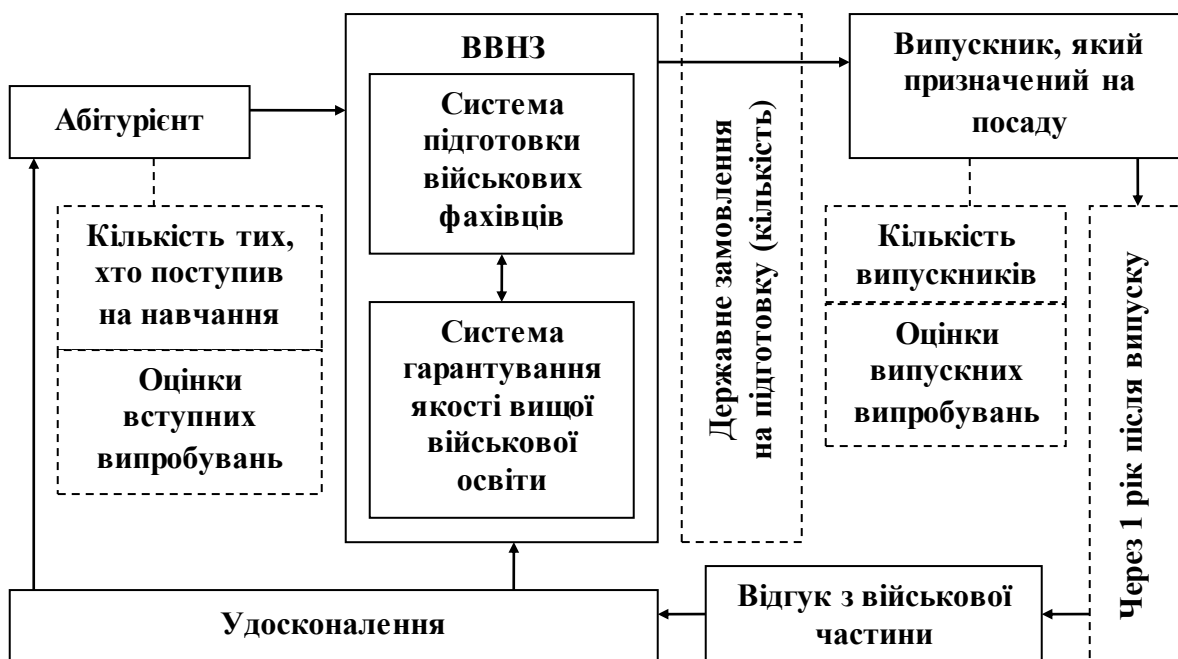 Абітурієнт
Кількість тих,
хто поступив
на навчання
Оцінки
вступних
випробувань
ВВНЗ
Система
підготовки
військових
фахівців
Система
гарантування
якості вищої
військової
освіти
Державне замовлення
на підготовку (кількість)
Випускник, який
призначений на
посаду
Кількість
випускників
Оцінки
випускних
випробувань
Через 1 рік після випуску
Відгук з військової
частини
Удосконалення